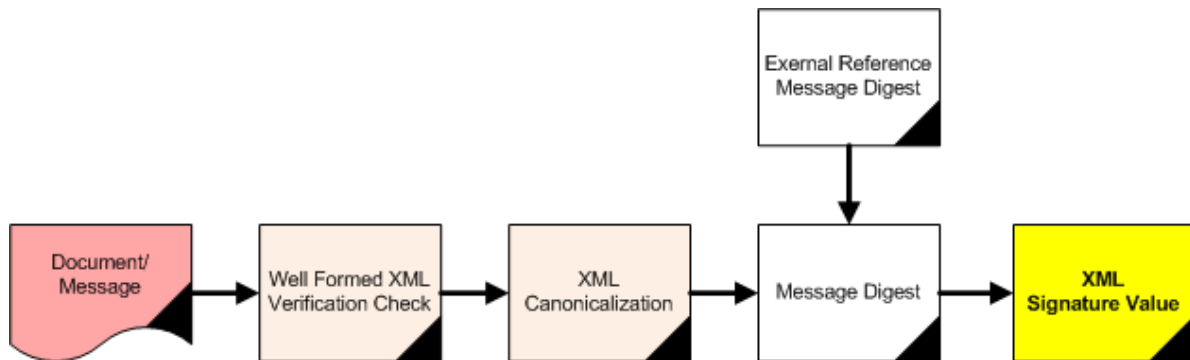 Exernal Reference
Message Digest
Document/
Message
Well Formed XML
Verification Check
XML
Canonicalization
Message Digest
XML
Signature Value